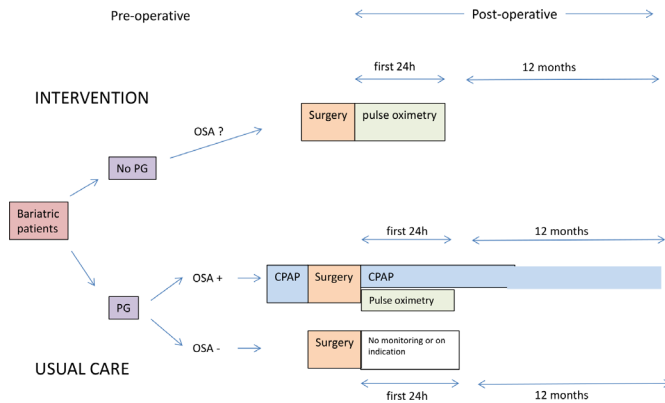 Pre-operative
Post-operative
first 24h
12 months
INTERVENTION
Surgery
pulse oximetry
OSA ?
No PG
Bariatric
patients
first 24h
12 months
OSA +
CPAP
Surgery
CPAP
Pulse oximetry
PG
OSA -
Surgery
No monitoring or on
indication
USUAL CARE
first 24h
12 months